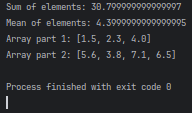 Sum of elements: 30.799999999999997
Mean of elements: 4.3999999999999995
Array part 1: [1.5, 2.3, 4.0]
Array part 2: [5.6, 3.8, 7.1, 6.5]
Process finished with exit code 0